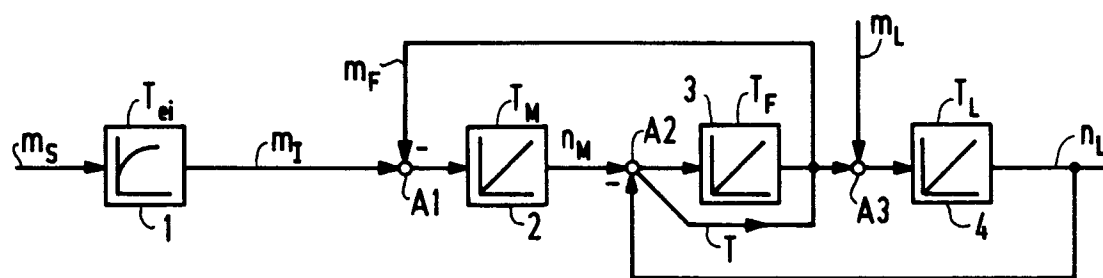 m_L
m_F
T_ei
T_M
3
T_F
T_L
A2
m_S
m_I
n_M
n_L
−
−
A1
A3
1
2
T
4